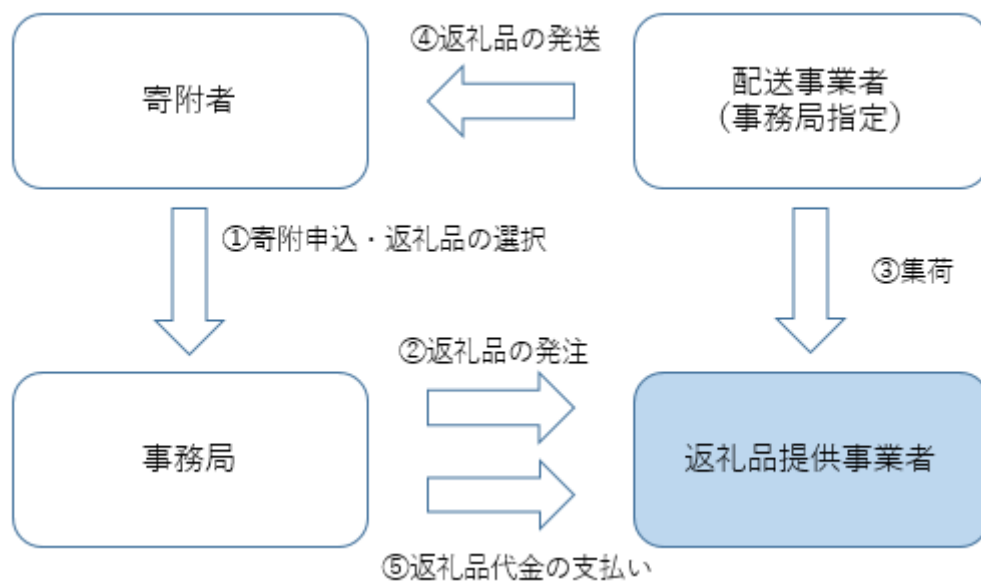 ④返礼品の発送
寄附者
配送事業者
(事務局指定)
①寄附申込・返礼品の選択
③集荷
②返礼品の発注
事務局
返礼品提供事業者
⑤返礼品代金の支払い